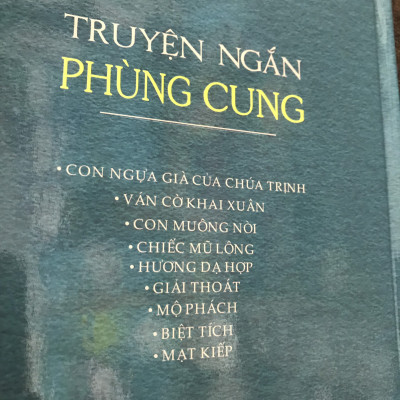 TRUYỆN NGẮN
PHÙNG CUNG
• CON NGỰA GIÀ CỦA CHÚA TRỊNH
• VÁN CỜ KHAI XUÂN
• CON MUÔNG NÒI
• CHIẾC MŨ LÔNG
• HƯƠNG DẠ HỢP
• GIẢI THOÁT
• MỘ PHÁCH
• BIỆT TÍCH
• MẠT KIẾP